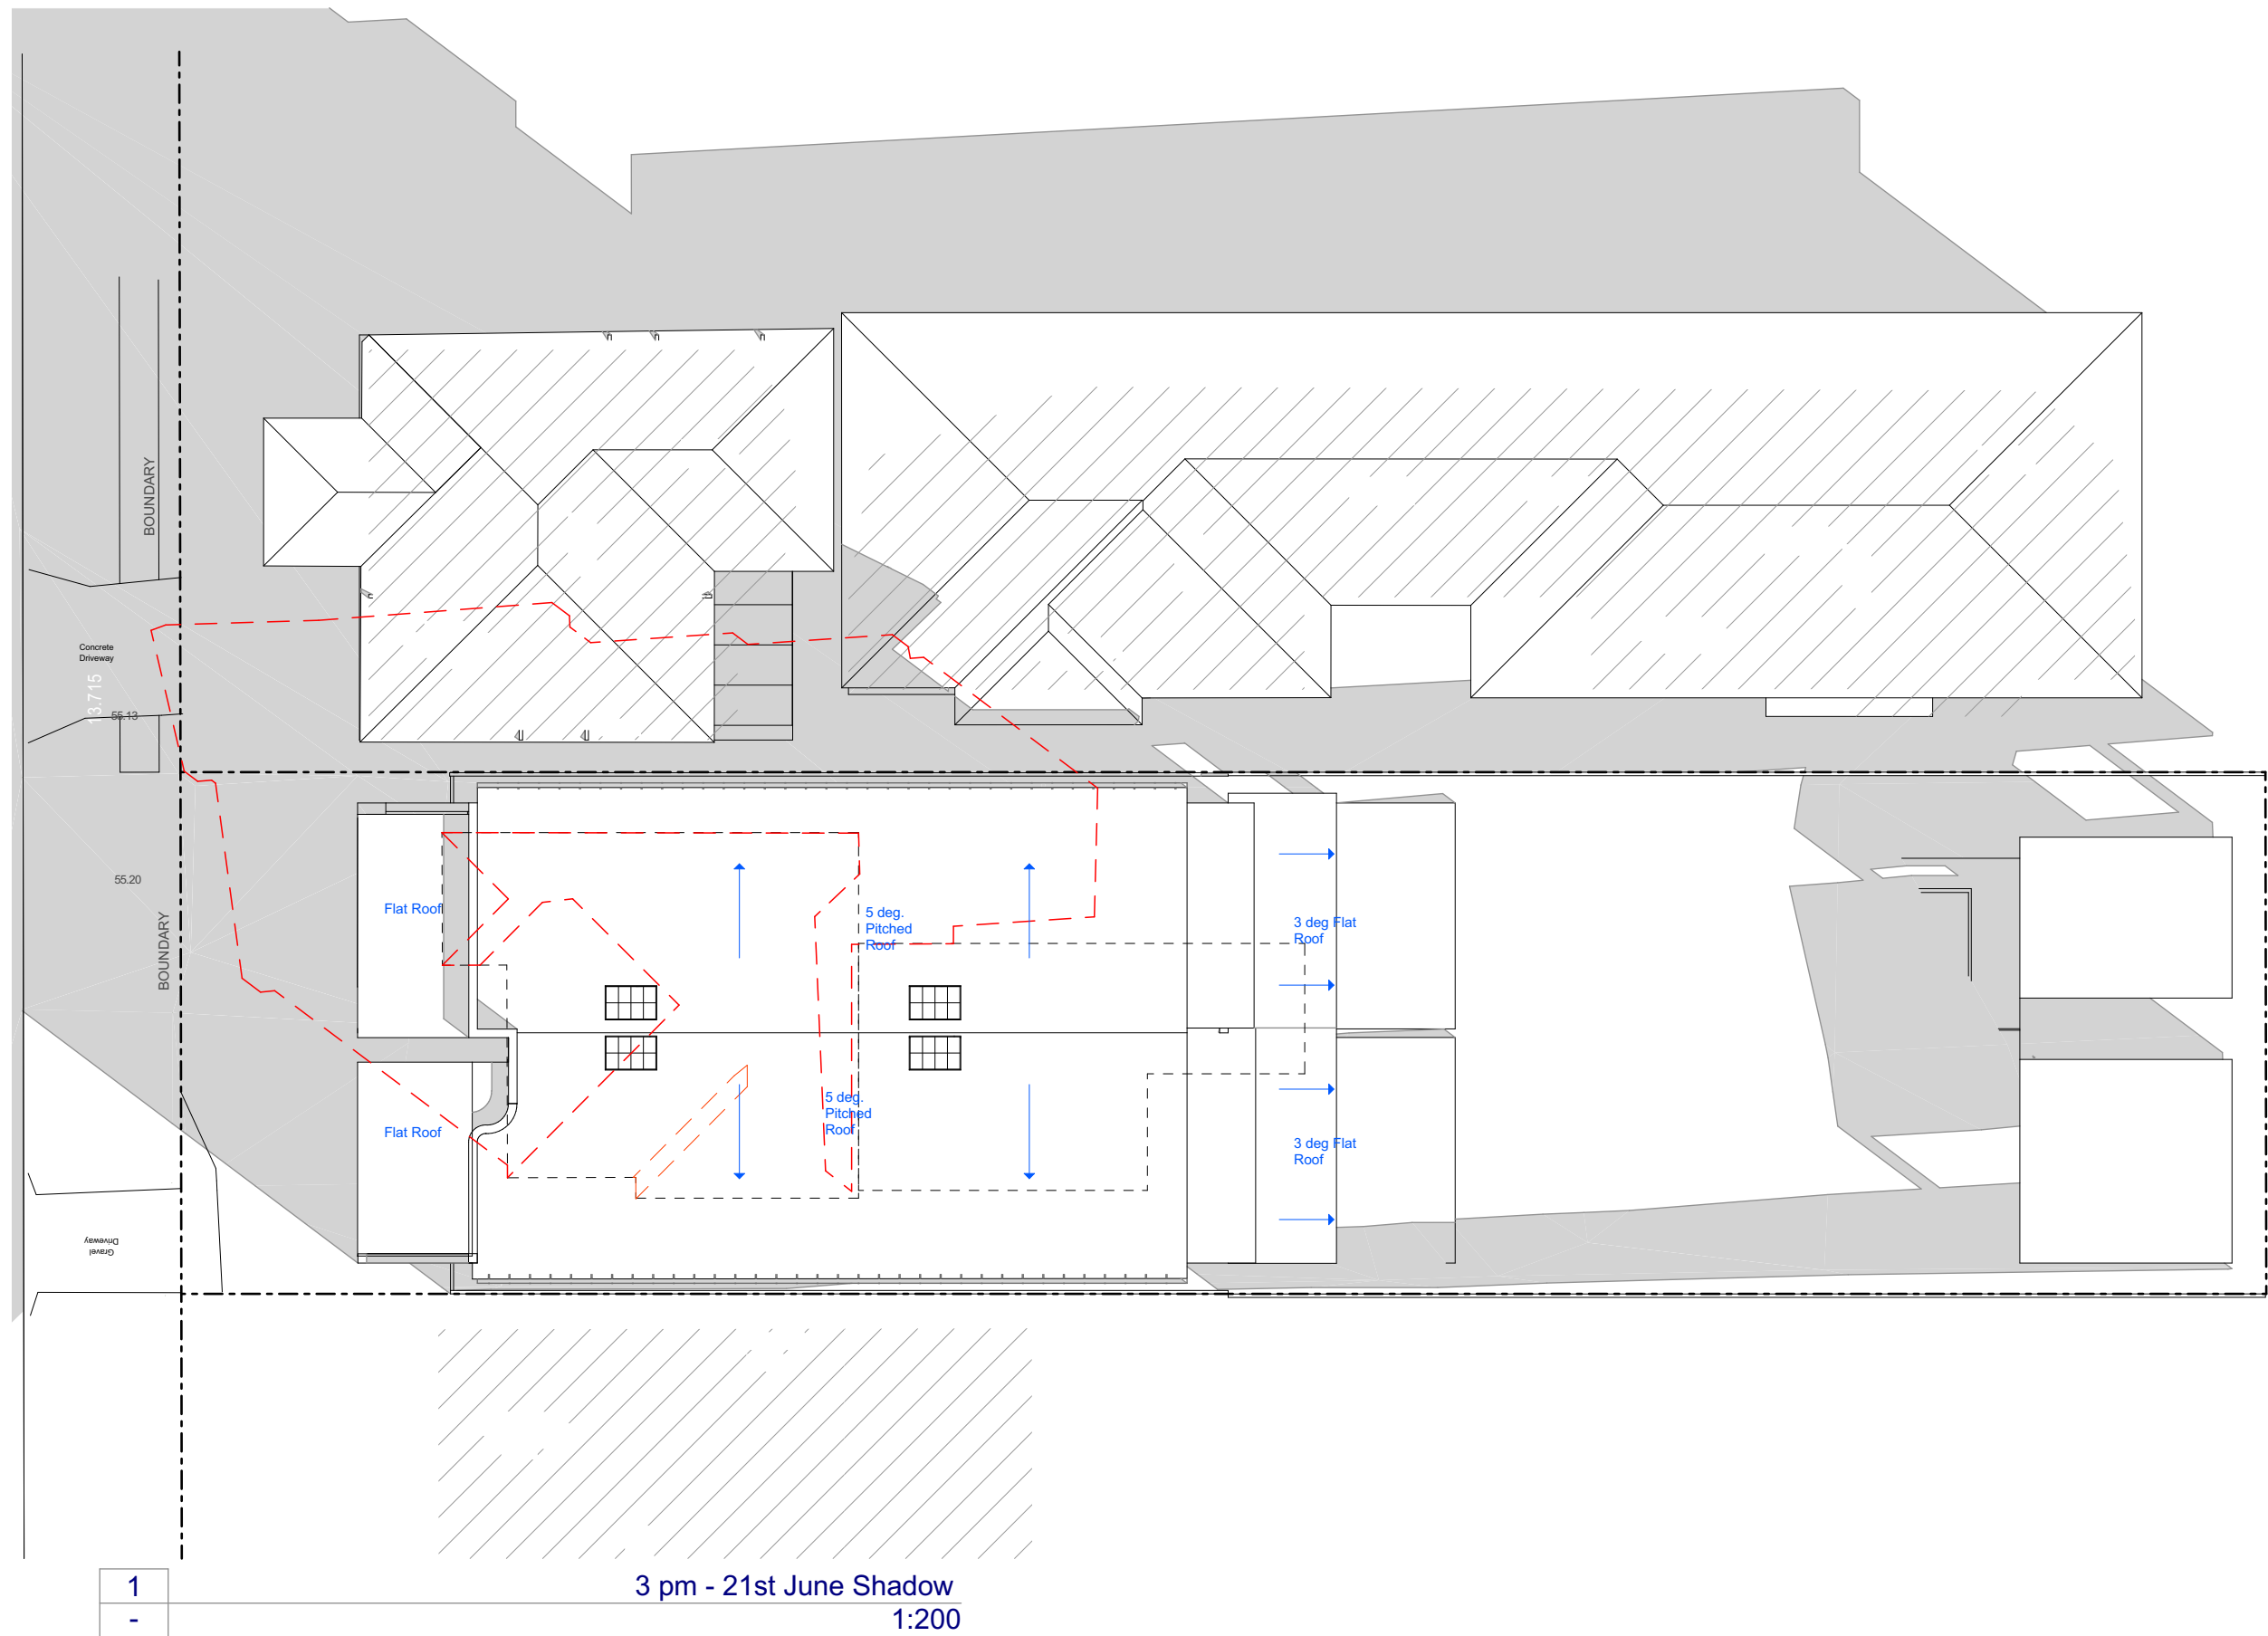 BOUNDARY
Concrete
Driveway
13.715
55.13
55.20
BOUNDARY
Flat Roof
5 deg.
Pitched
Roof
3 deg Flat
Roof
5 deg.
Pitched
Roof
Flat Roof
3 deg Flat
Roof
Gravel
Driveway
1
3 pm - 21st June Shadow
-
1:200